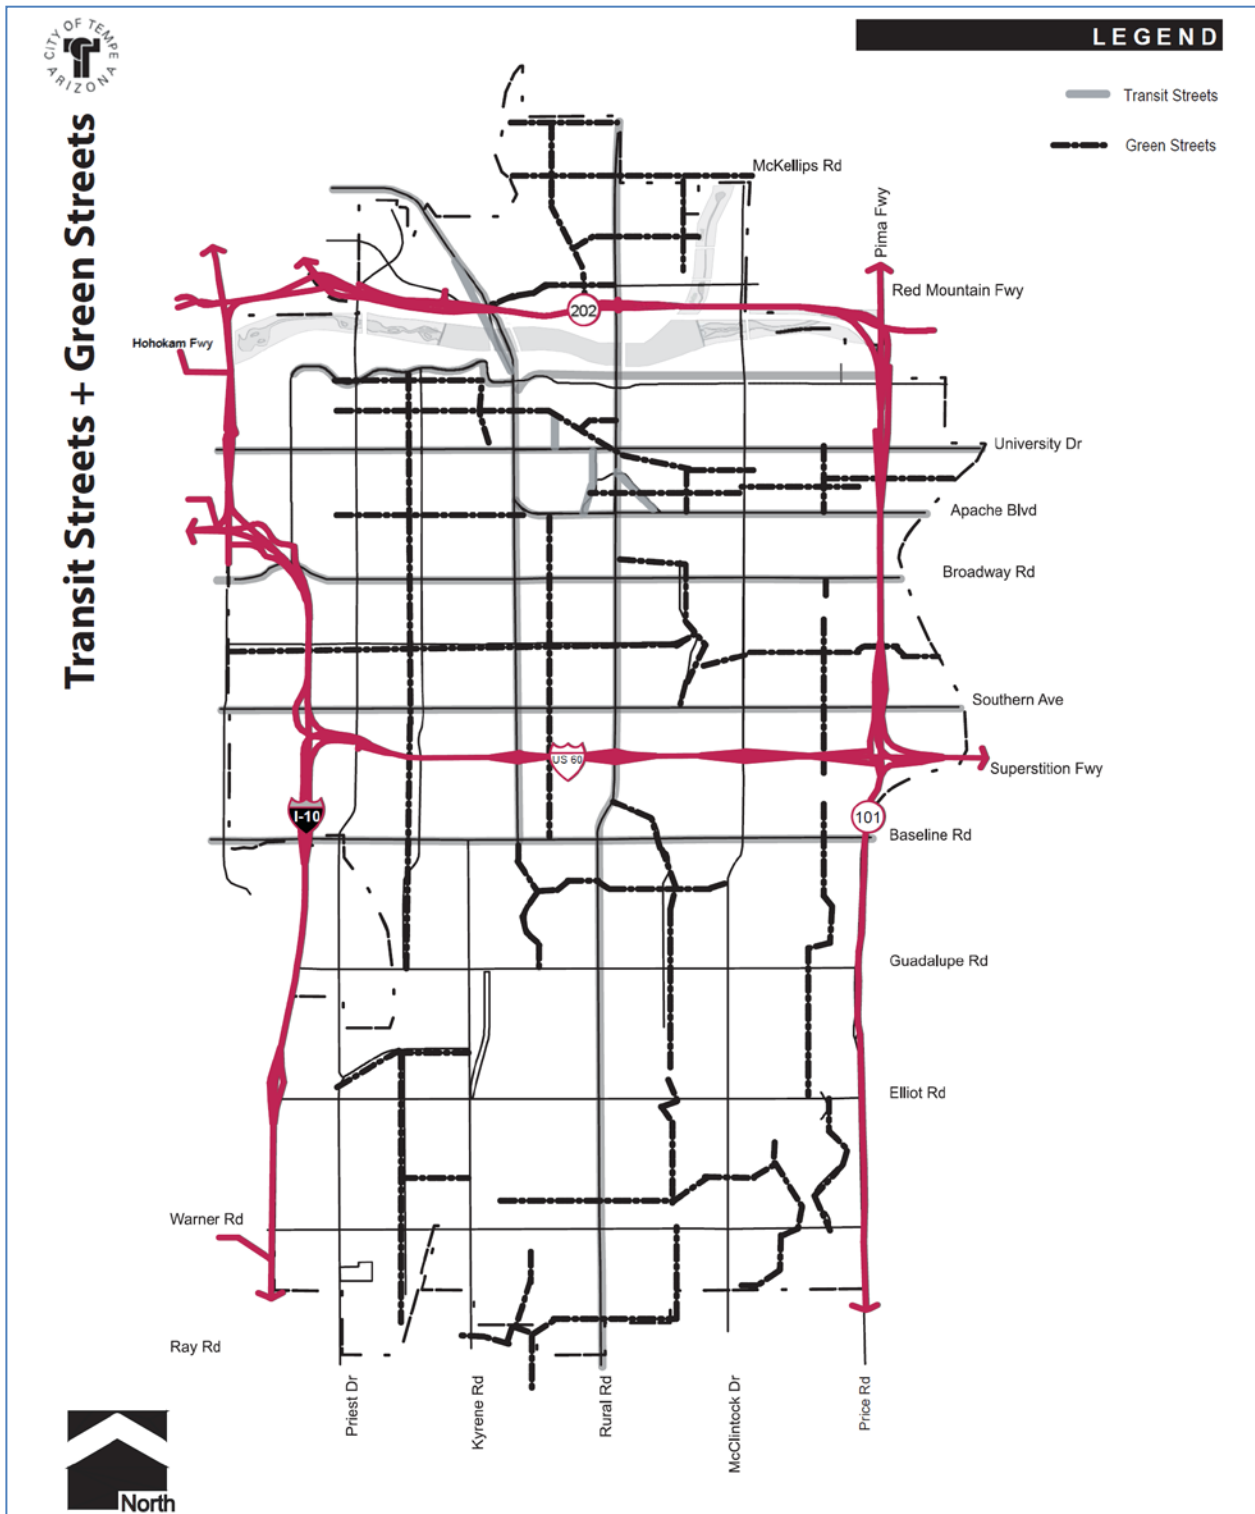 CITY OF TEMPE
ARIZONA
Transit Streets + Green Streets
LEGEND
Transit Streets
Green Streets
McKellips Rd
Pima Fwy
Red Mountain Fwy
202
Hohokam Fwy
University Dr
Apache Blvd
Broadway Rd
Southern Ave
US 60
Superstition Fwy
I-10
101
Baseline Rd
Guadalupe Rd
Elliot Rd
Warner Rd
Ray Rd
Priest Dr
Kyrene Rd
Rural Rd
McClintock Dr
Price Rd
North